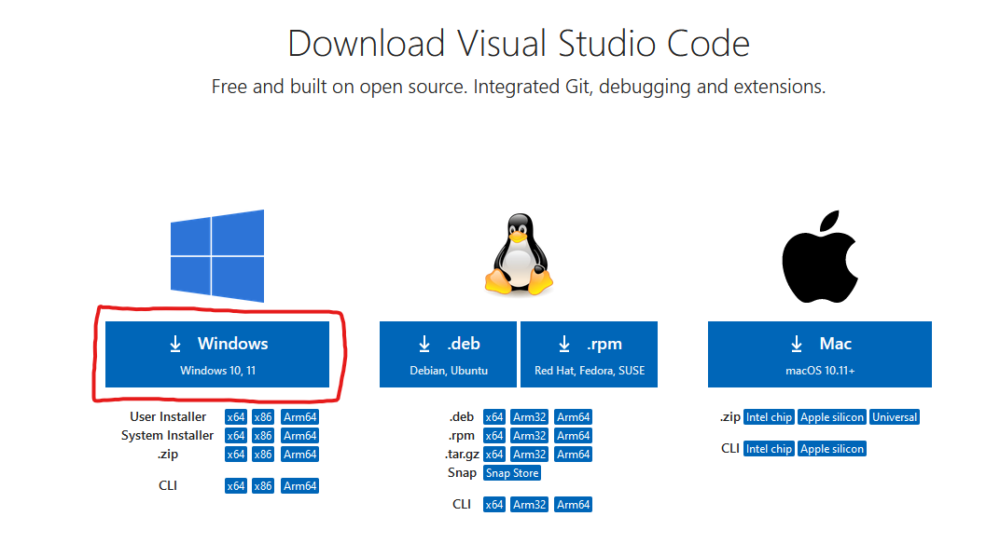 Download Visual Studio Code
Free and built on open source. Integrated Git, debugging and extensions.
Windows
Windows 10, 11
User Installer x64 x86 Arm64
System Installer x64 x86 Arm64
.zip x64 x86 Arm64
CLI x64 x86 Arm64
.deb
Debian, Ubuntu
.rpm
Red Hat, Fedora, SUSE
.deb x64 Arm32 Arm64
.rpm x64 Arm32 Arm64
.tar.gz x64 Arm32 Arm64
Snap Snap Store
CLI x64 Arm32 Arm64
Mac
macOS 10.11+
.zip Intel chip Apple silicon Universal
CLI Intel chip Apple silicon